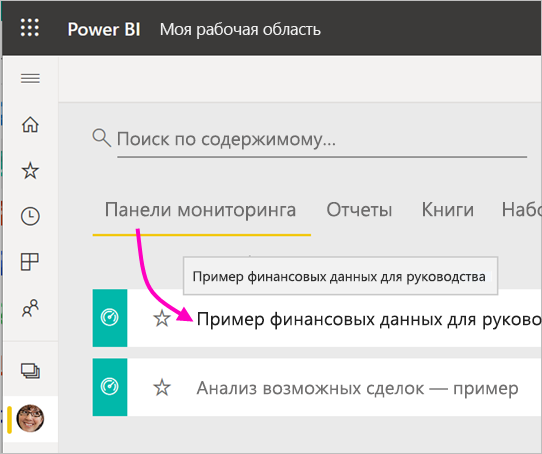 Power BI Моя рабочая область
Поиск по содержимому...
Панели мониторинга Отчеты Книги Набо
Пример финансовых данных для руководства
Пример финансовых данных для руково
Анализ возможных сделок — пример